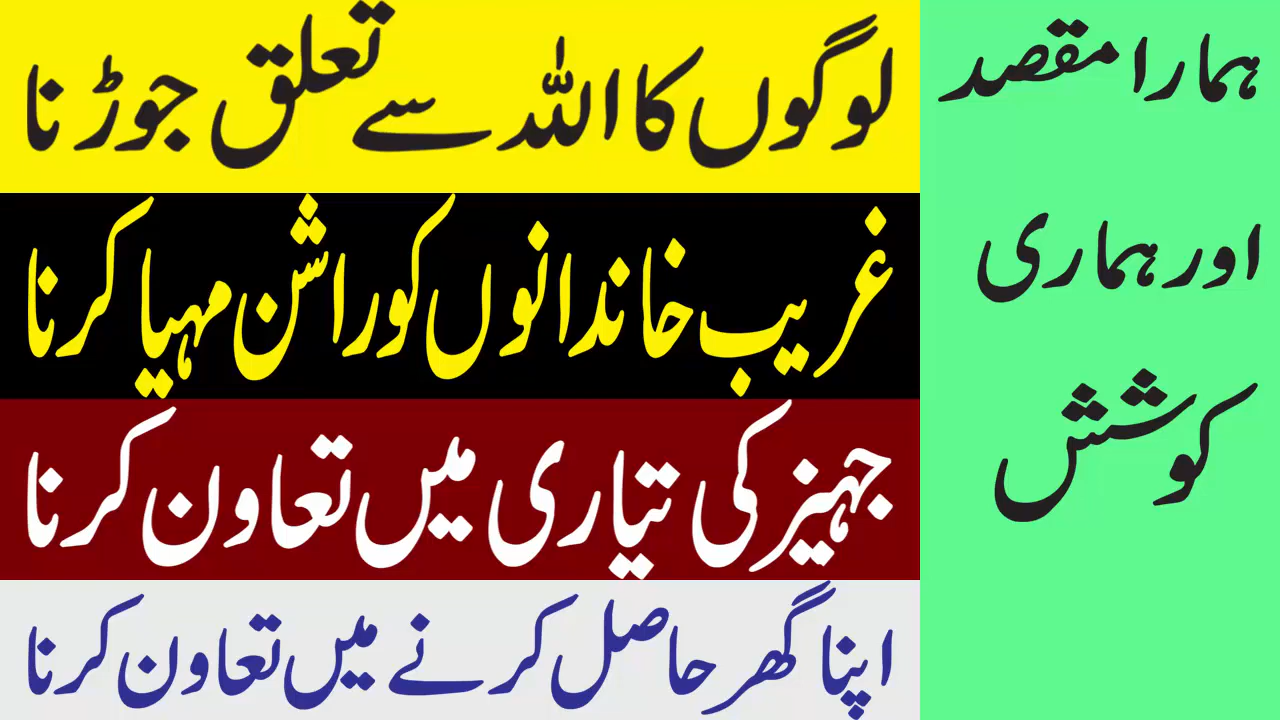 ہمارا مقصد
اور ہماری
کوشش
لوگوں کا اللہ سے تعلق جوڑنا
غریب خاندانوں کو راشن مہیا کرنا
جہیز کی تیاری میں تعاون کرنا
اپنا گھر حاصل کرنے میں تعاون کرنا